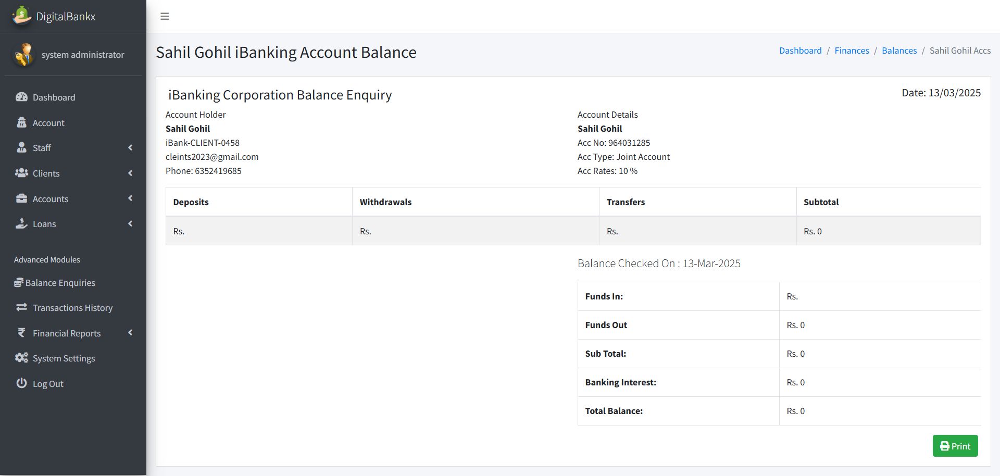 DigitalBankx
system administrator
Dashboard
Account
Staff
Clients
Accounts
Loans
Advanced Modules
Balance Enquiries
Transactions History
Financial Reports
System Settings
Log Out
Sahil Gohil iBanking Account Balance
Dashboard / Finances / Balances / Sahil Gohil Accs
iBanking Corporation Balance Enquiry
Date: 13/03/2025
Account Holder
Sahil Gohil
iBank-CLIENT-0458
cleints2023@gmail.com
Phone: 6352419685
Account Details
Sahil Gohil
Acc No: 964031285
Acc Type: Joint Account
Acc Rates: 10 %
Deposits Withdrawals Transfers Subtotal
Rs. Rs. Rs. Rs. 0
Balance Checked On : 13-Mar-2025
Funds In: Rs.
Funds Out Rs. 0
Sub Total: Rs. 0
Banking Interest: Rs. 0
Total Balance: Rs. 0
Print